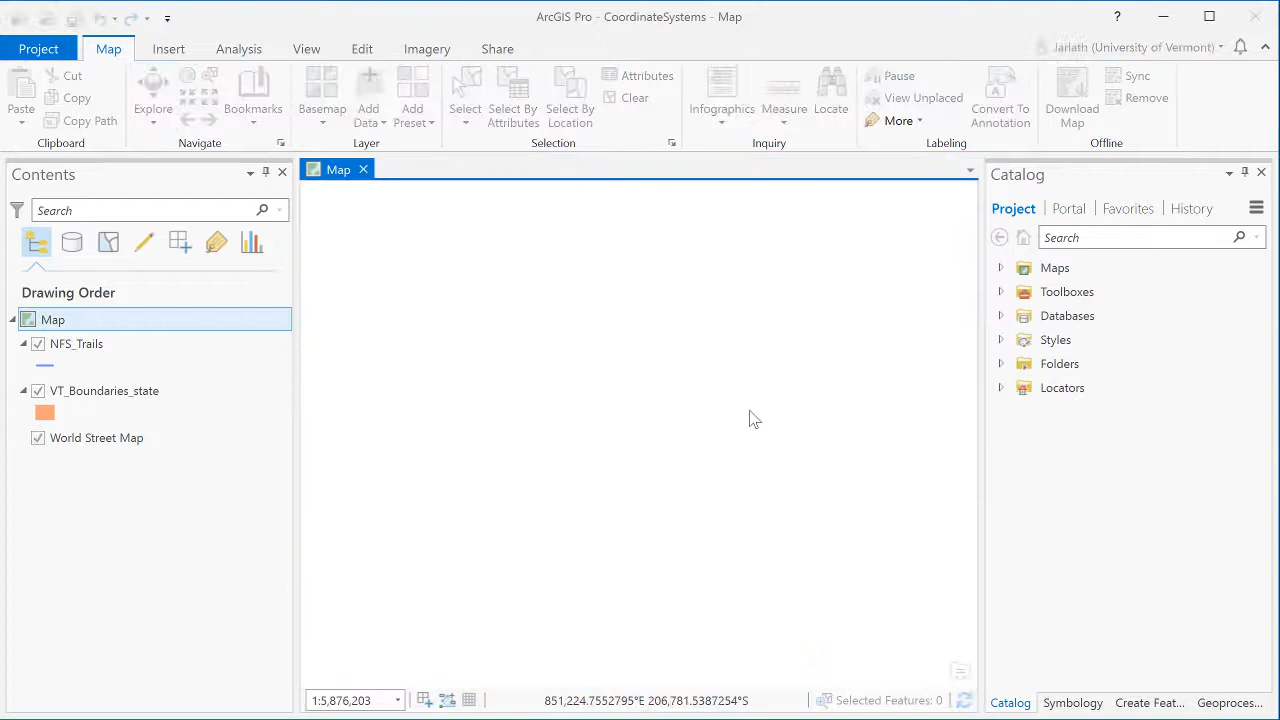 ArcGIS Pro - CoordinateSystems - Map
?
Project Map Insert Analysis View Edit Imagery Share
Jarlath (University of Vermont)
Paste
Cut
Copy
Copy Path
Clipboard
Explore
Bookmarks
Navigate
Basemap
Add Data
Add Preset
Layer
Select
Select By Attributes
Select By Location
Attributes
Clear
Selection
Infographics
Measure
Locate
Inquiry
Pause
View Unplaced
More
Convert To Annotation
Labeling
Download Map
Sync
Remove
Offline
Contents
Search
Drawing Order
Map
NFS_Trails
VT_Boundaries_state
World Street Map
Map
1:5,876,203
851,224.7552795°E 206,781.5387254°S
Selected Features: 0
Catalog
Project Portal Favorites History
Search
Maps
Toolboxes
Databases
Styles
Folders
Locators
Catalog Symbology Create Feat... Geoproces...